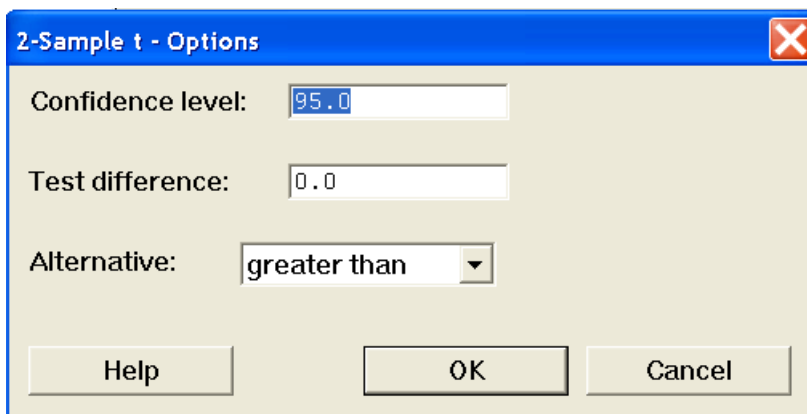 2-Sample t - Options
Confidence level: 95.0
Test difference: 0.0
Alternative: greater than
Help OK Cancel